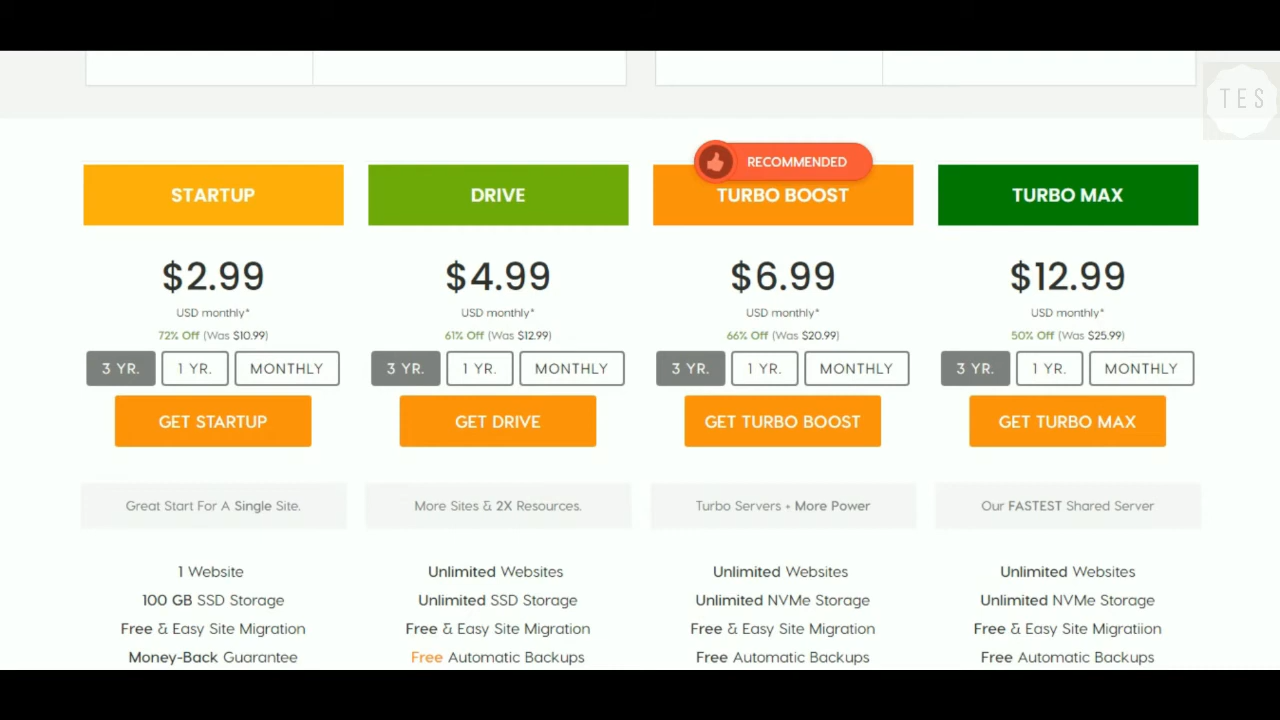 TES
RECOMMENDED
STARTUP
$2.99
USD monthly*
72% Off (Was $10.99)
3 YR. 1 YR. MONTHLY
GET STARTUP
Great Start For A Single Site.
1 Website
100 GB SSD Storage
Free & Easy Site Migration
Money-Back Guarantee
DRIVE
$4.99
USD monthly*
61% Off (Was $12.99)
3 YR. 1 YR. MONTHLY
GET DRIVE
More Sites & 2X Resources.
Unlimited Websites
Unlimited SSD Storage
Free & Easy Site Migration
Free Automatic Backups
TURBO BOOST
$6.99
USD monthly*
66% Off (Was $20.99)
3 YR. 1 YR. MONTHLY
GET TURBO BOOST
Turbo Servers + More Power
Unlimited Websites
Unlimited NVMe Storage
Free & Easy Site Migration
Free Automatic Backups
TURBO MAX
$12.99
USD monthly*
50% Off (Was $25.99)
3 YR. 1 YR. MONTHLY
GET TURBO MAX
Our FASTEST Shared Server
Unlimited Websites
Unlimited NVMe Storage
Free & Easy Site Migratiion
Free Automatic Backups